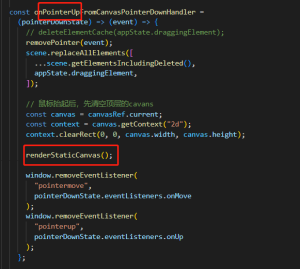 const onPointerUpFromCanvasPointerDownHandler =
(pointerDownState) => (event) => {
// deleteElementCache(appState.draggingElement);
removePointer(event);
scene.replaceAllElements([
...scene.getElementsIncludingDeleted(),
appState.draggingElement,
]);
// 鼠标抬起后，先清空顶层的cavans
const canvas = canvasRef.current;
const context = canvas.getContext("2d");
context.clearRect(0, 0, canvas.width, canvas.height);
renderStaticCanvas();
window.removeEventListener(
"pointermove",
pointerDownState.eventListeners.onMove
);
window.removeEventListener(
"pointerup",
pointerDownState.eventListeners.onUp
);
};